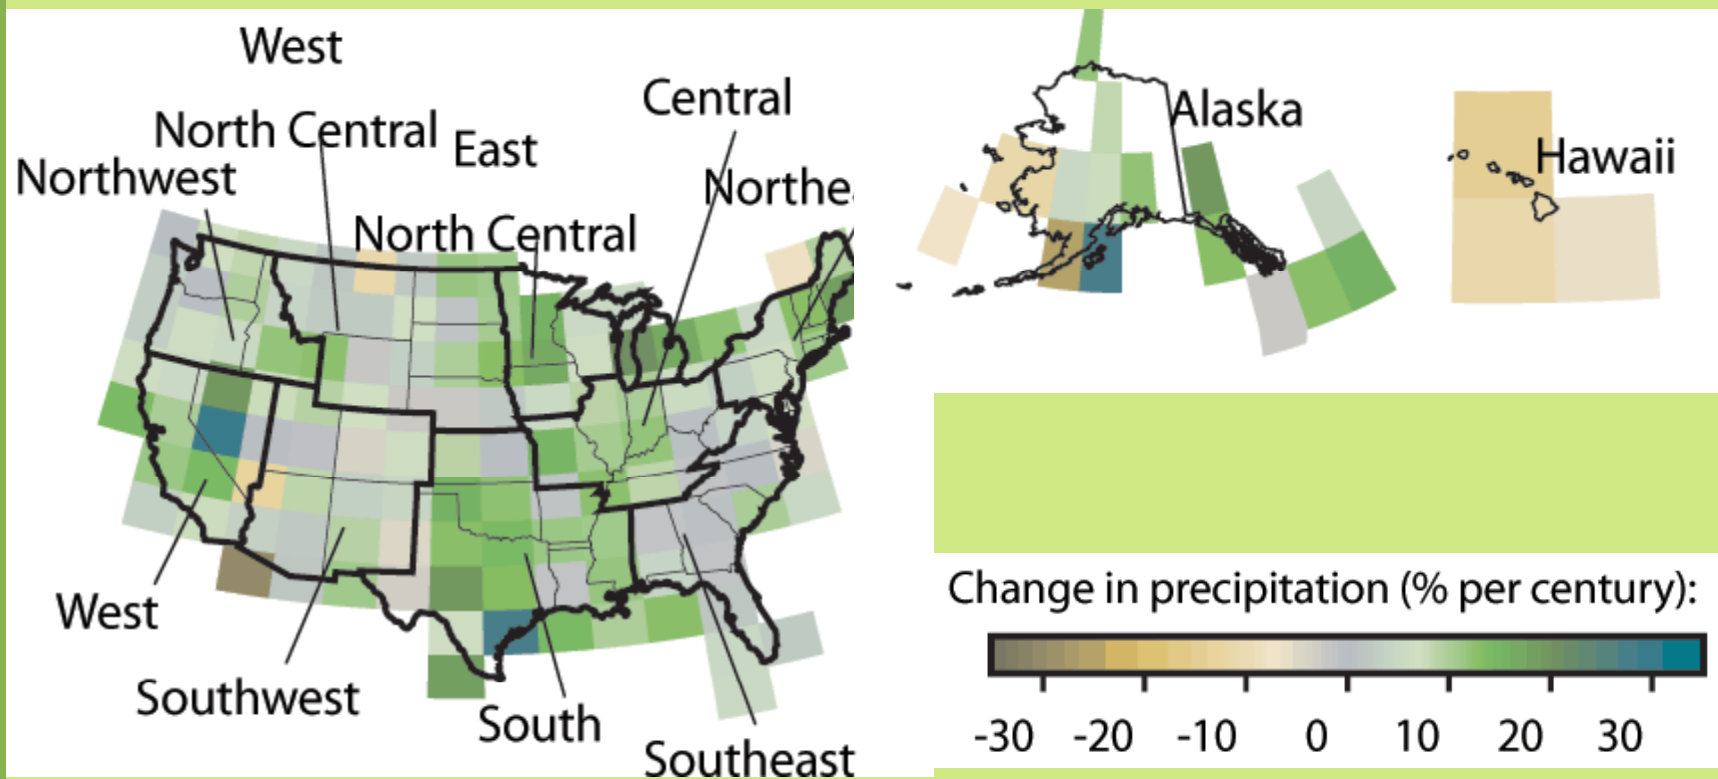 West
North Central
Northwest
East
North Central
Central
Northe
West
Southwest
South
Southeast
Alaska
Hawaii
Change in precipitation (% per century):
-30 -20 -10 0 10 20 30